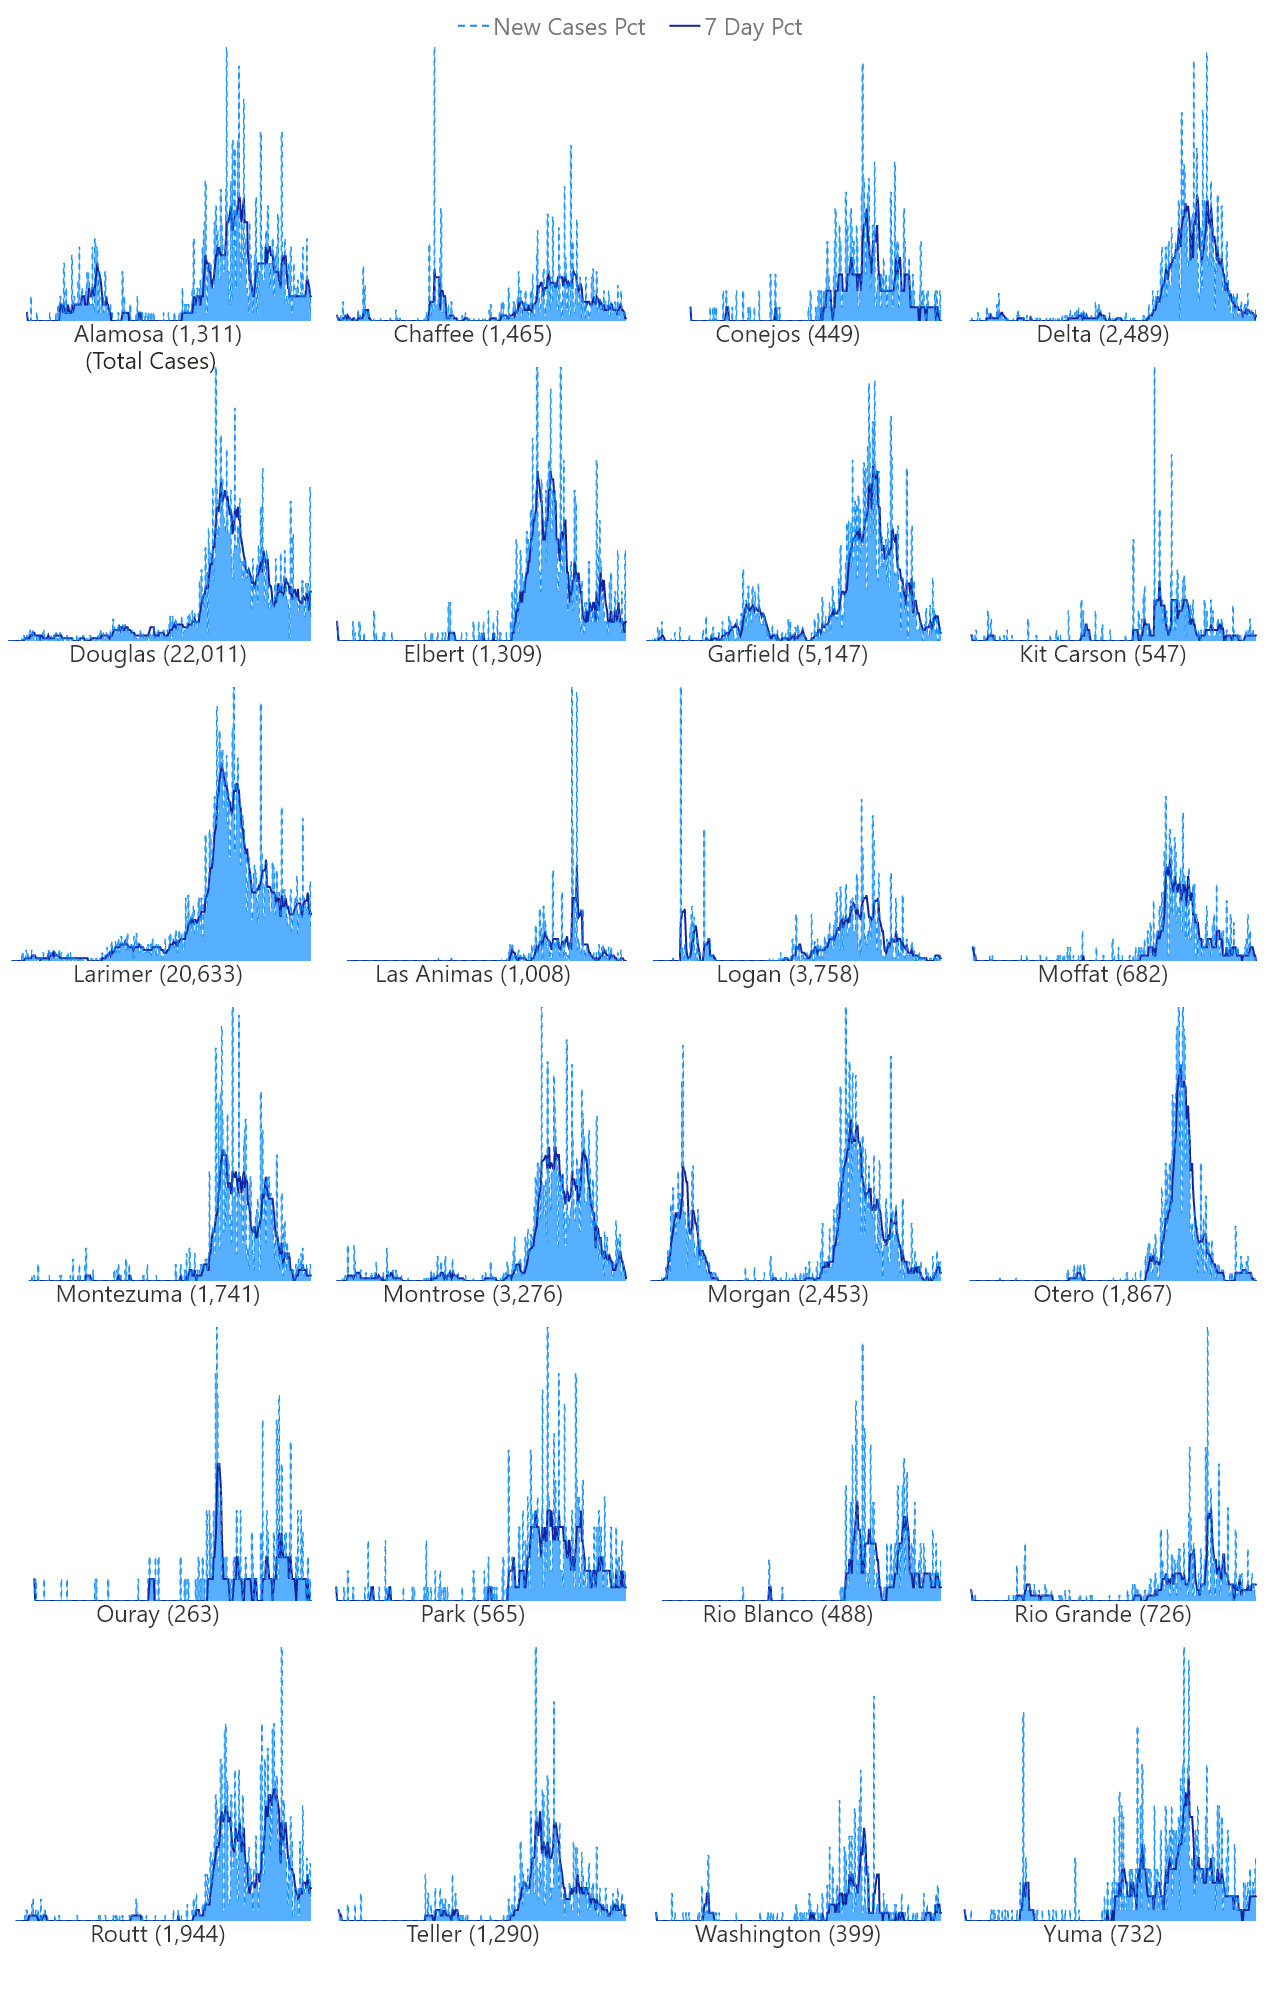 New Cases Pct 7 Day Pct
Alamosa (1,311) Chaffee (1,465) Conejos (449) Delta (2,489)
(Total Cases)
Douglas (22,011) Elbert (1,309) Garfield (5,147) Kit Carson (547)
Larimer (20,633) Las Animas (1,008) Logan (3,758) Moffat (682)
Montezuma (1,741) Montrose (3,276) Morgan (2,453) Otero (1,867)
Ouray (263) Park (565) Rio Blanco (488) Rio Grande (726)
Routt (1,944) Teller (1,290) Washington (399) Yuma (732)